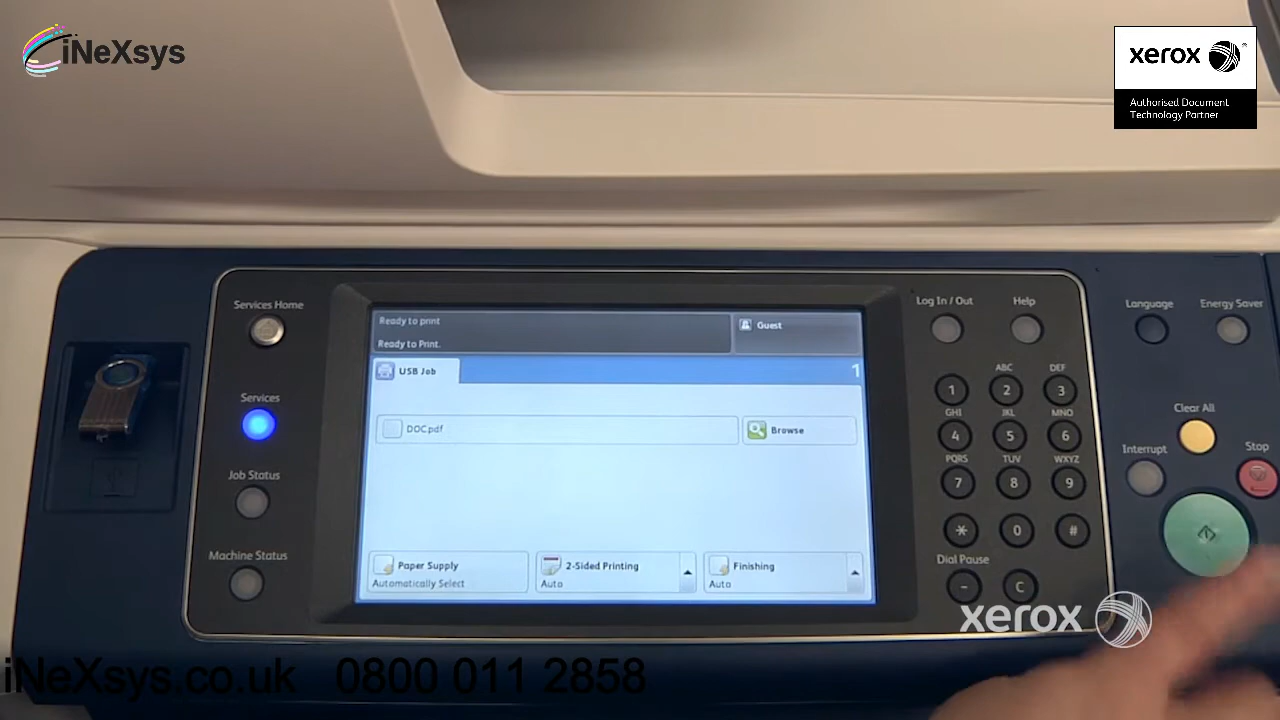 iNeXsys
xerox
Authorised Document
Technology Partner
Services Home
Services
Job Status
Machine Status
Ready to print
Ready to Print.
Guest
USB Job
1
DOC.pdf
Browse
Paper Supply
Automatically Select
2-Sided Printing
Auto
Finishing
Auto
Log In / Out
Help
ABC
DEF
1
2
3
GHI
JKL
MNO
4
5
6
PQRS
TUV
WXYZ
7
8
9
*
0
#
Dial Pause
-
C
Language
Energy Saver
Clear All
Interrupt
Stop
xerox
iNeXsys.co.uk 0800 011 2858